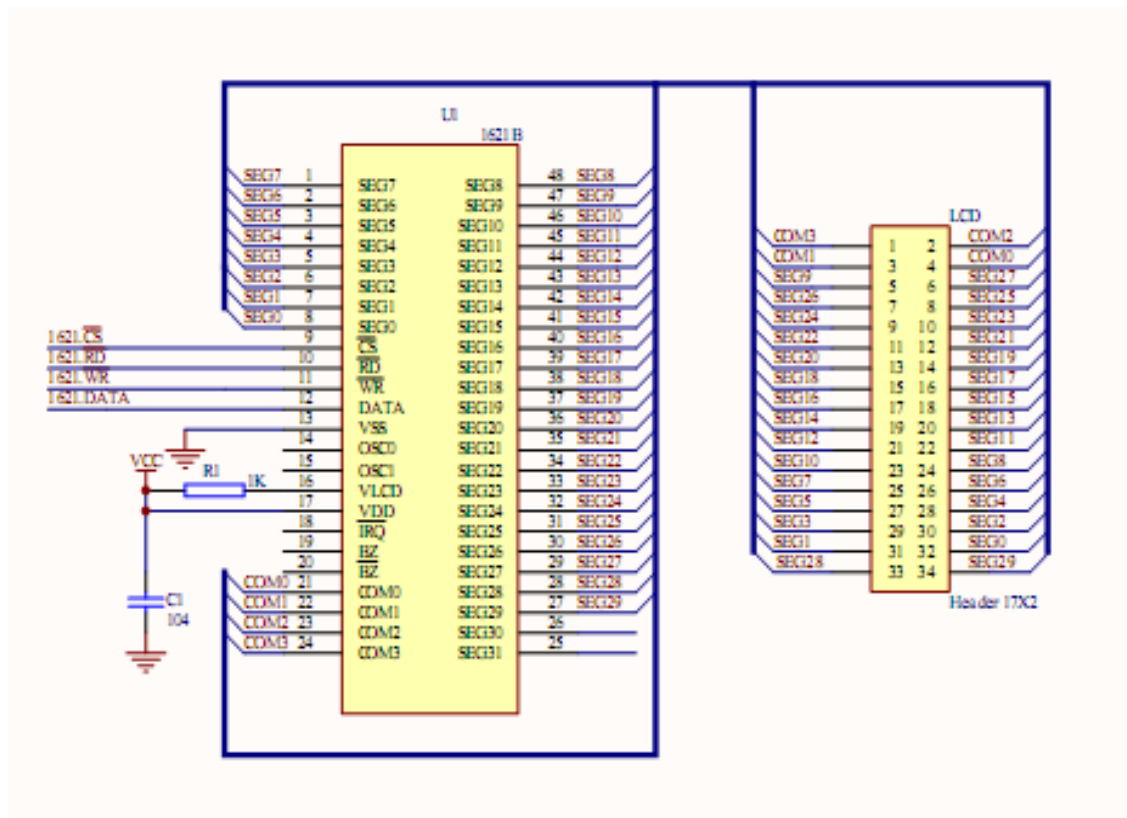 U1
1621B
SEG7 1 SEG7 SEG8 48 SEG8
SEG6 2 SEG6 SEG9 47 SEG9
SEG5 3 SEG5 SEG10 46 SEG10
SEG4 4 SEG4 SEG11 45 SEG11
SEG3 5 SEG3 SEG12 44 SEG12
SEG2 6 SEG2 SEG13 43 SEG13
SEG1 7 SEG1 SEG14 42 SEG14
SEG0 8 SEG0 SEG15 41 SEG15
1621.CS 9 CS SEG16 40 SEG16
1621.RD 10 RD SEG17 39 SEG17
1621.WR 11 WR SEG18 38 SEG18
1621.DATA 12 DATA SEG19 37 SEG19
13 VSS SEG20 36 SEG20
14 OSC0 SEG21 35 SEG21
15 OSC1 SEG22 34 SEG22
VCC R1 1K 16 VLCD SEG23 33 SEG23
17 VDD SEG24 32 SEG24
18 IRQ SEG25 31 SEG25
19 BZ SEG26 30 SEG26
20 BZ SEG27 29 SEG27
COM0 21 COM0 SEG28 28 SEG28
COM1 22 COM1 SEG29 27 SEG29
COM2 23 COM2 SEG30 26
COM3 24 COM3 SEG31 25
C1
104
LCD
COM3 1 2 COM2
COM1 3 4 COM0
SEG9 5 6 SEG27
SEG26 7 8 SEG25
SEG24 9 10 SEG23
SEG22 11 12 SEG21
SEG20 13 14 SEG19
SEG18 15 16 SEG17
SEG16 17 18 SEG15
SEG14 19 20 SEG13
SEG12 21 22 SEG11
SEG10 23 24 SEG8
SEG7 25 26 SEG6
SEG5 27 28 SEG4
SEG3 29 30 SEG2
SEG1 31 32 SEG0
SEG28 33 34 SEG29
Header 17X2